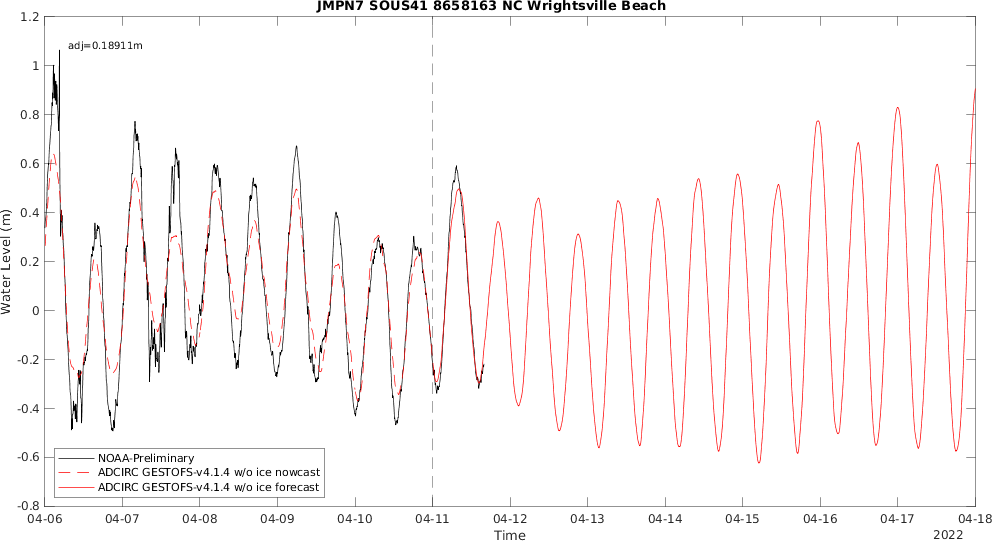 JMPN7 SOUS41 8658163 NC Wrightsville Beach
adj=0.18911m
1.2
1
0.8
0.6
0.4
0.2
0
-0.2
-0.4
-0.6
-0.8
Water Level (m)
NOAA-Preliminary
ADCIRC GESTOFS-v4.1.4 w/o ice nowcast
ADCIRC GESTOFS-v4.1.4 w/o ice forecast
04-06 04-07 04-08 04-09 04-10 04-11 04-12 04-13 04-14 04-15 04-16 04-17 04-18
Time
2022